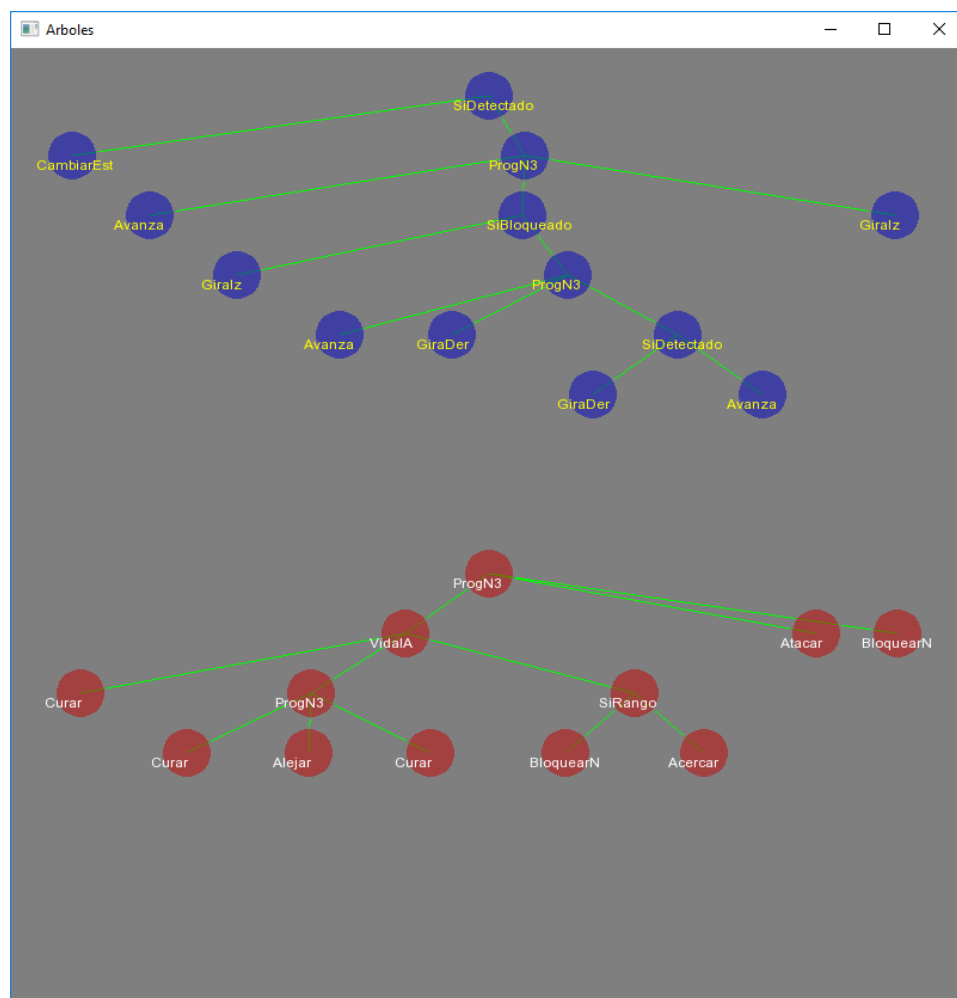 Arboles
SiDetectado
CambiarEst
ProgN3
Avanza
SiBloqueado
GiraIz
GiraIz
ProgN3
Avanza
GiraDer
SiDetectado
GiraDer
Avanza
ProgN3
VidaIA
Atacar
BloquearN
Curar
ProgN3
SiRango
Curar
Alejar
Curar
BloquearN
Acercar